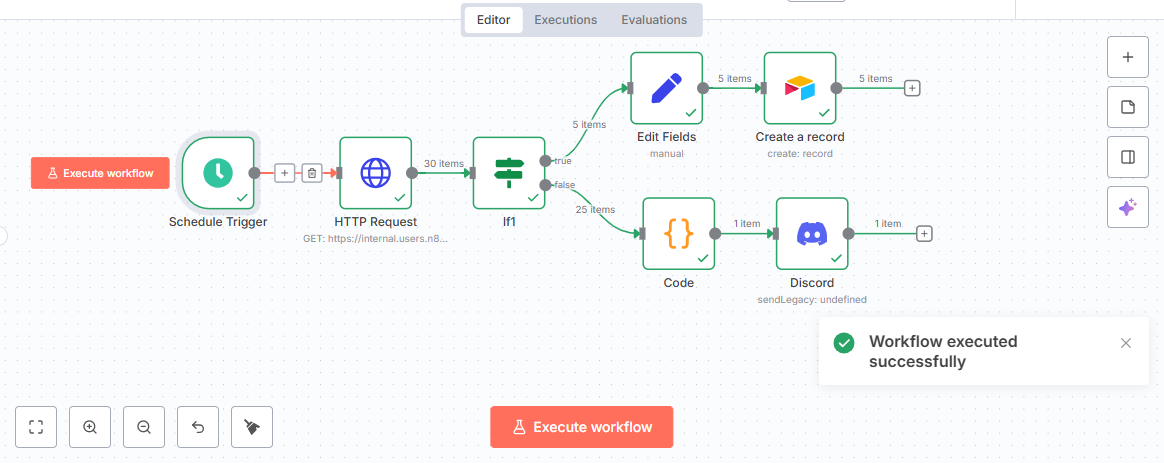 Editor
Executions
Evaluations
Execute workflow
Schedule Trigger
HTTP Request
GET: https://internal.users.n8...
30 items
If1
true
false
5 items
25 items
Edit Fields
manual
5 items
Create a record
create: record
5 items
{}
Code
1 item
Discord
sendLegacy: undefined
1 item
Workflow executed
successfully
Execute workflow